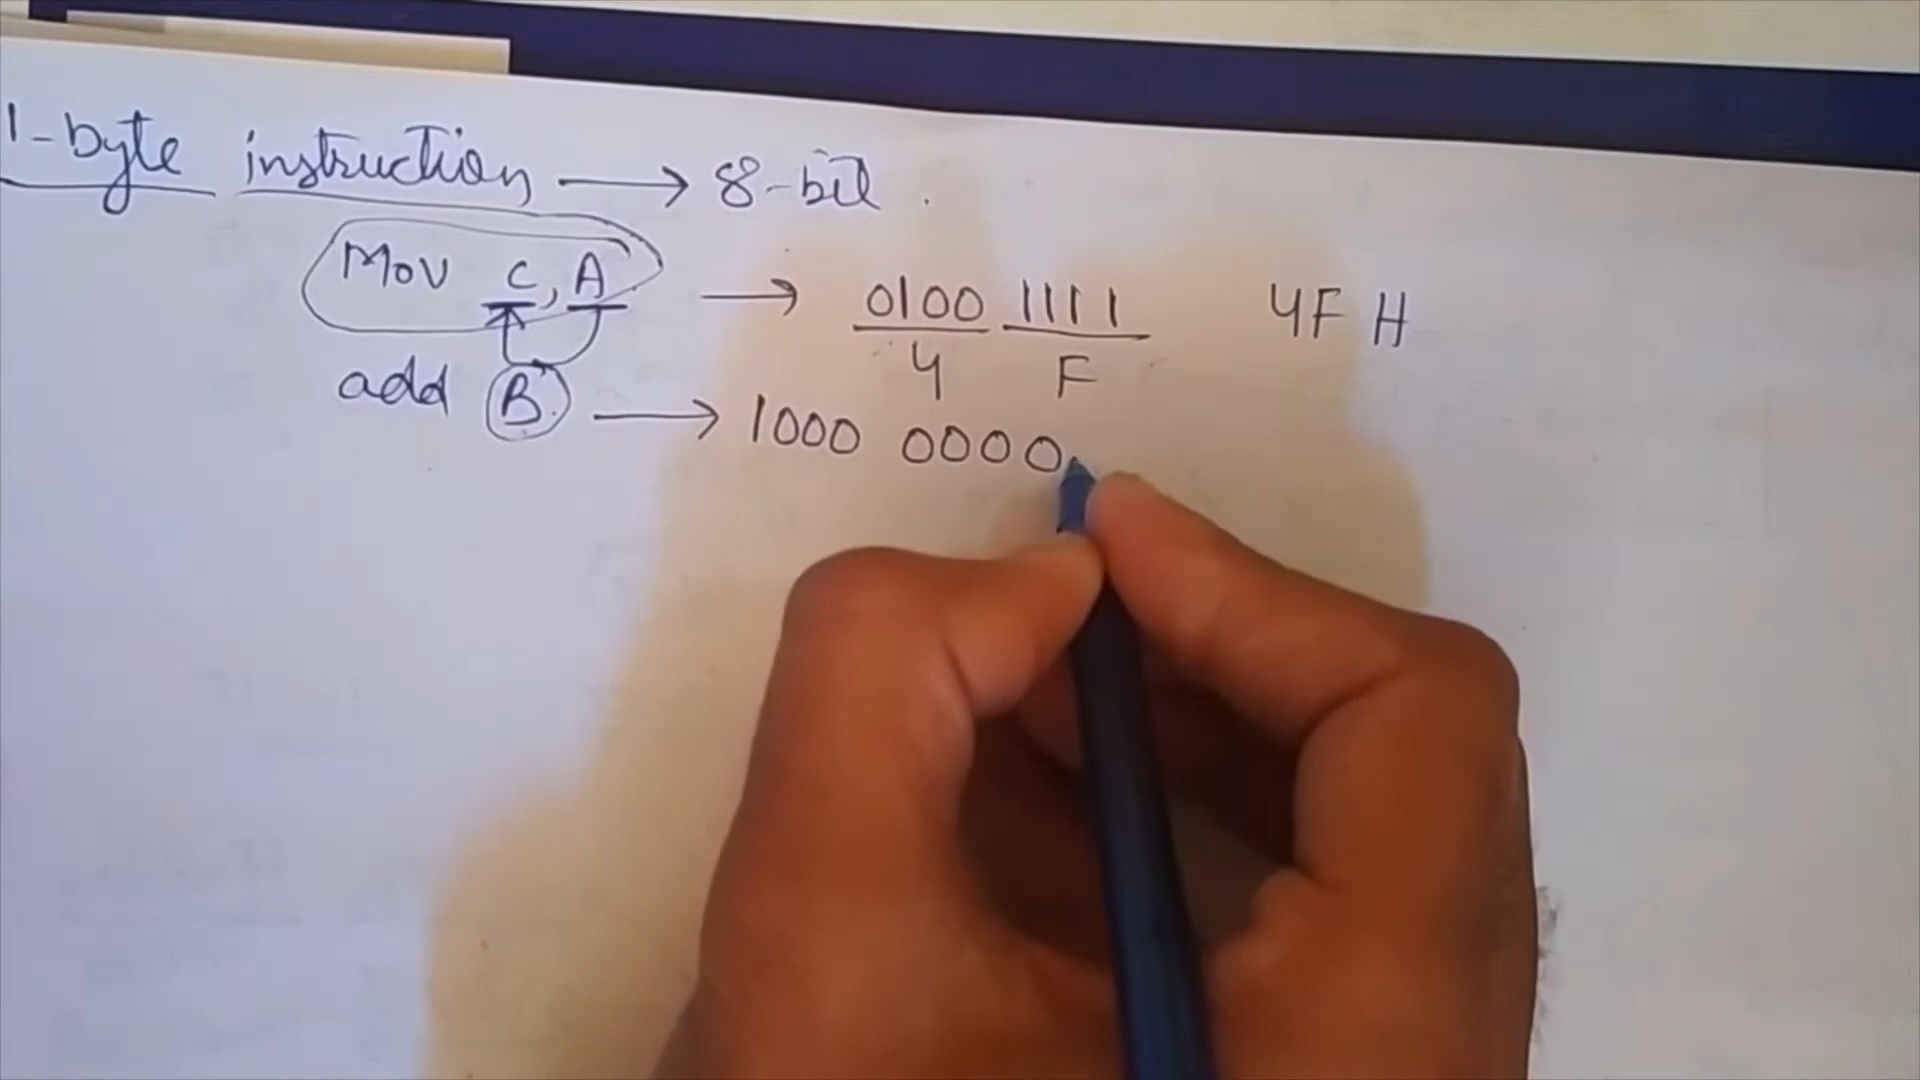 1-byte instruction → 8-bit.
Mov C, A → 0100 1111 4F H
4 F
add B → 1000 0000